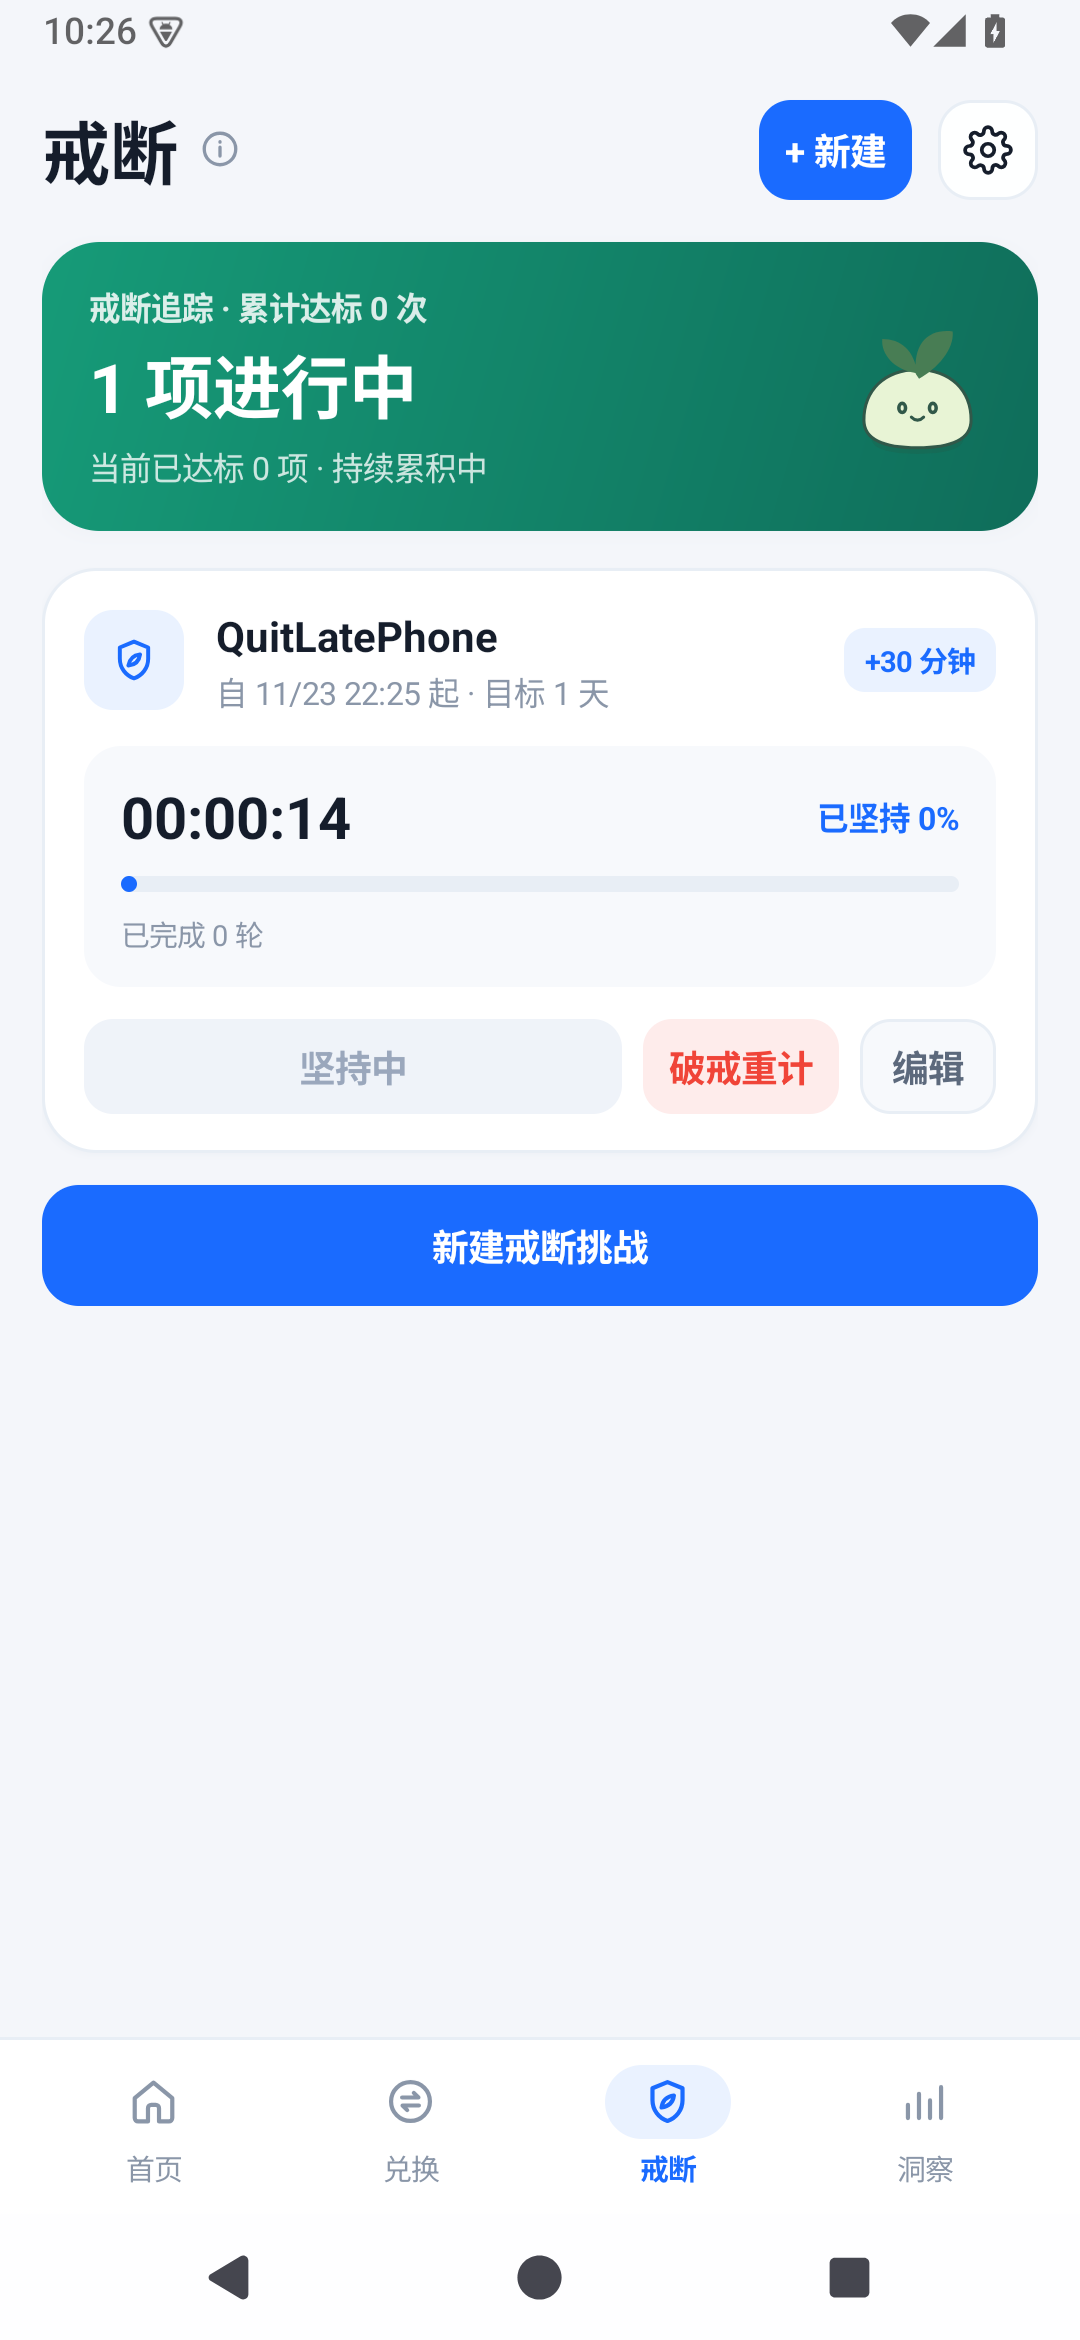 10:26
戒断
+ 新建
戒断追踪 · 累计达标 0 次
1 项进行中
当前已达标 0 项 · 持续累积中
QuitLatePhone
自 11/23 22:25 起 · 目标 1 天
+30 分钟
00:00:14
已坚持 0%
已完成 0 轮
坚持中
破戒重计
编辑
新建戒断挑战
首页
兑换
戒断
洞察